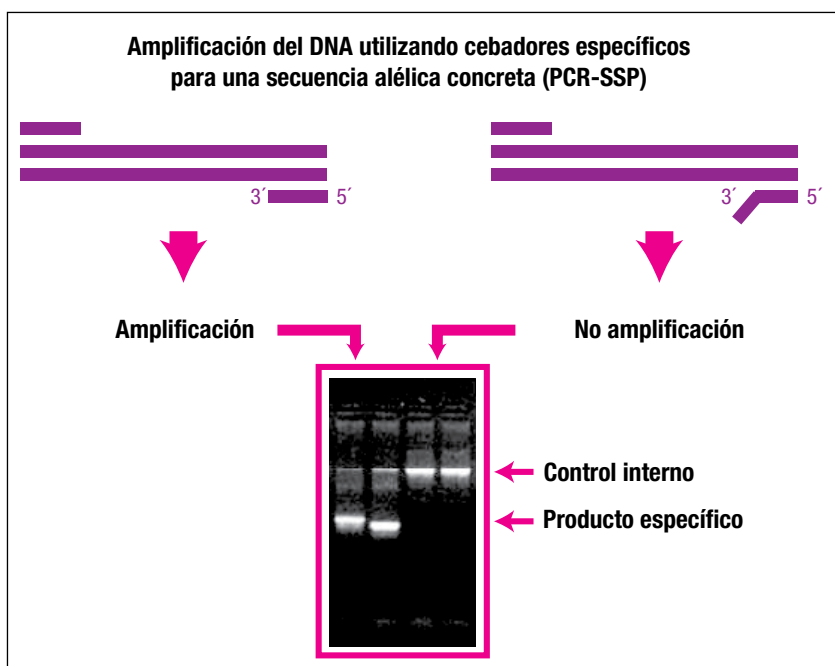 Amplificación del DNA utilizando cebadores específicos
para una secuencia alélica concreta (PCR-SSP)
3´ 5´
3´ 5´
Amplificación
No amplificación
Control interno
Producto específico